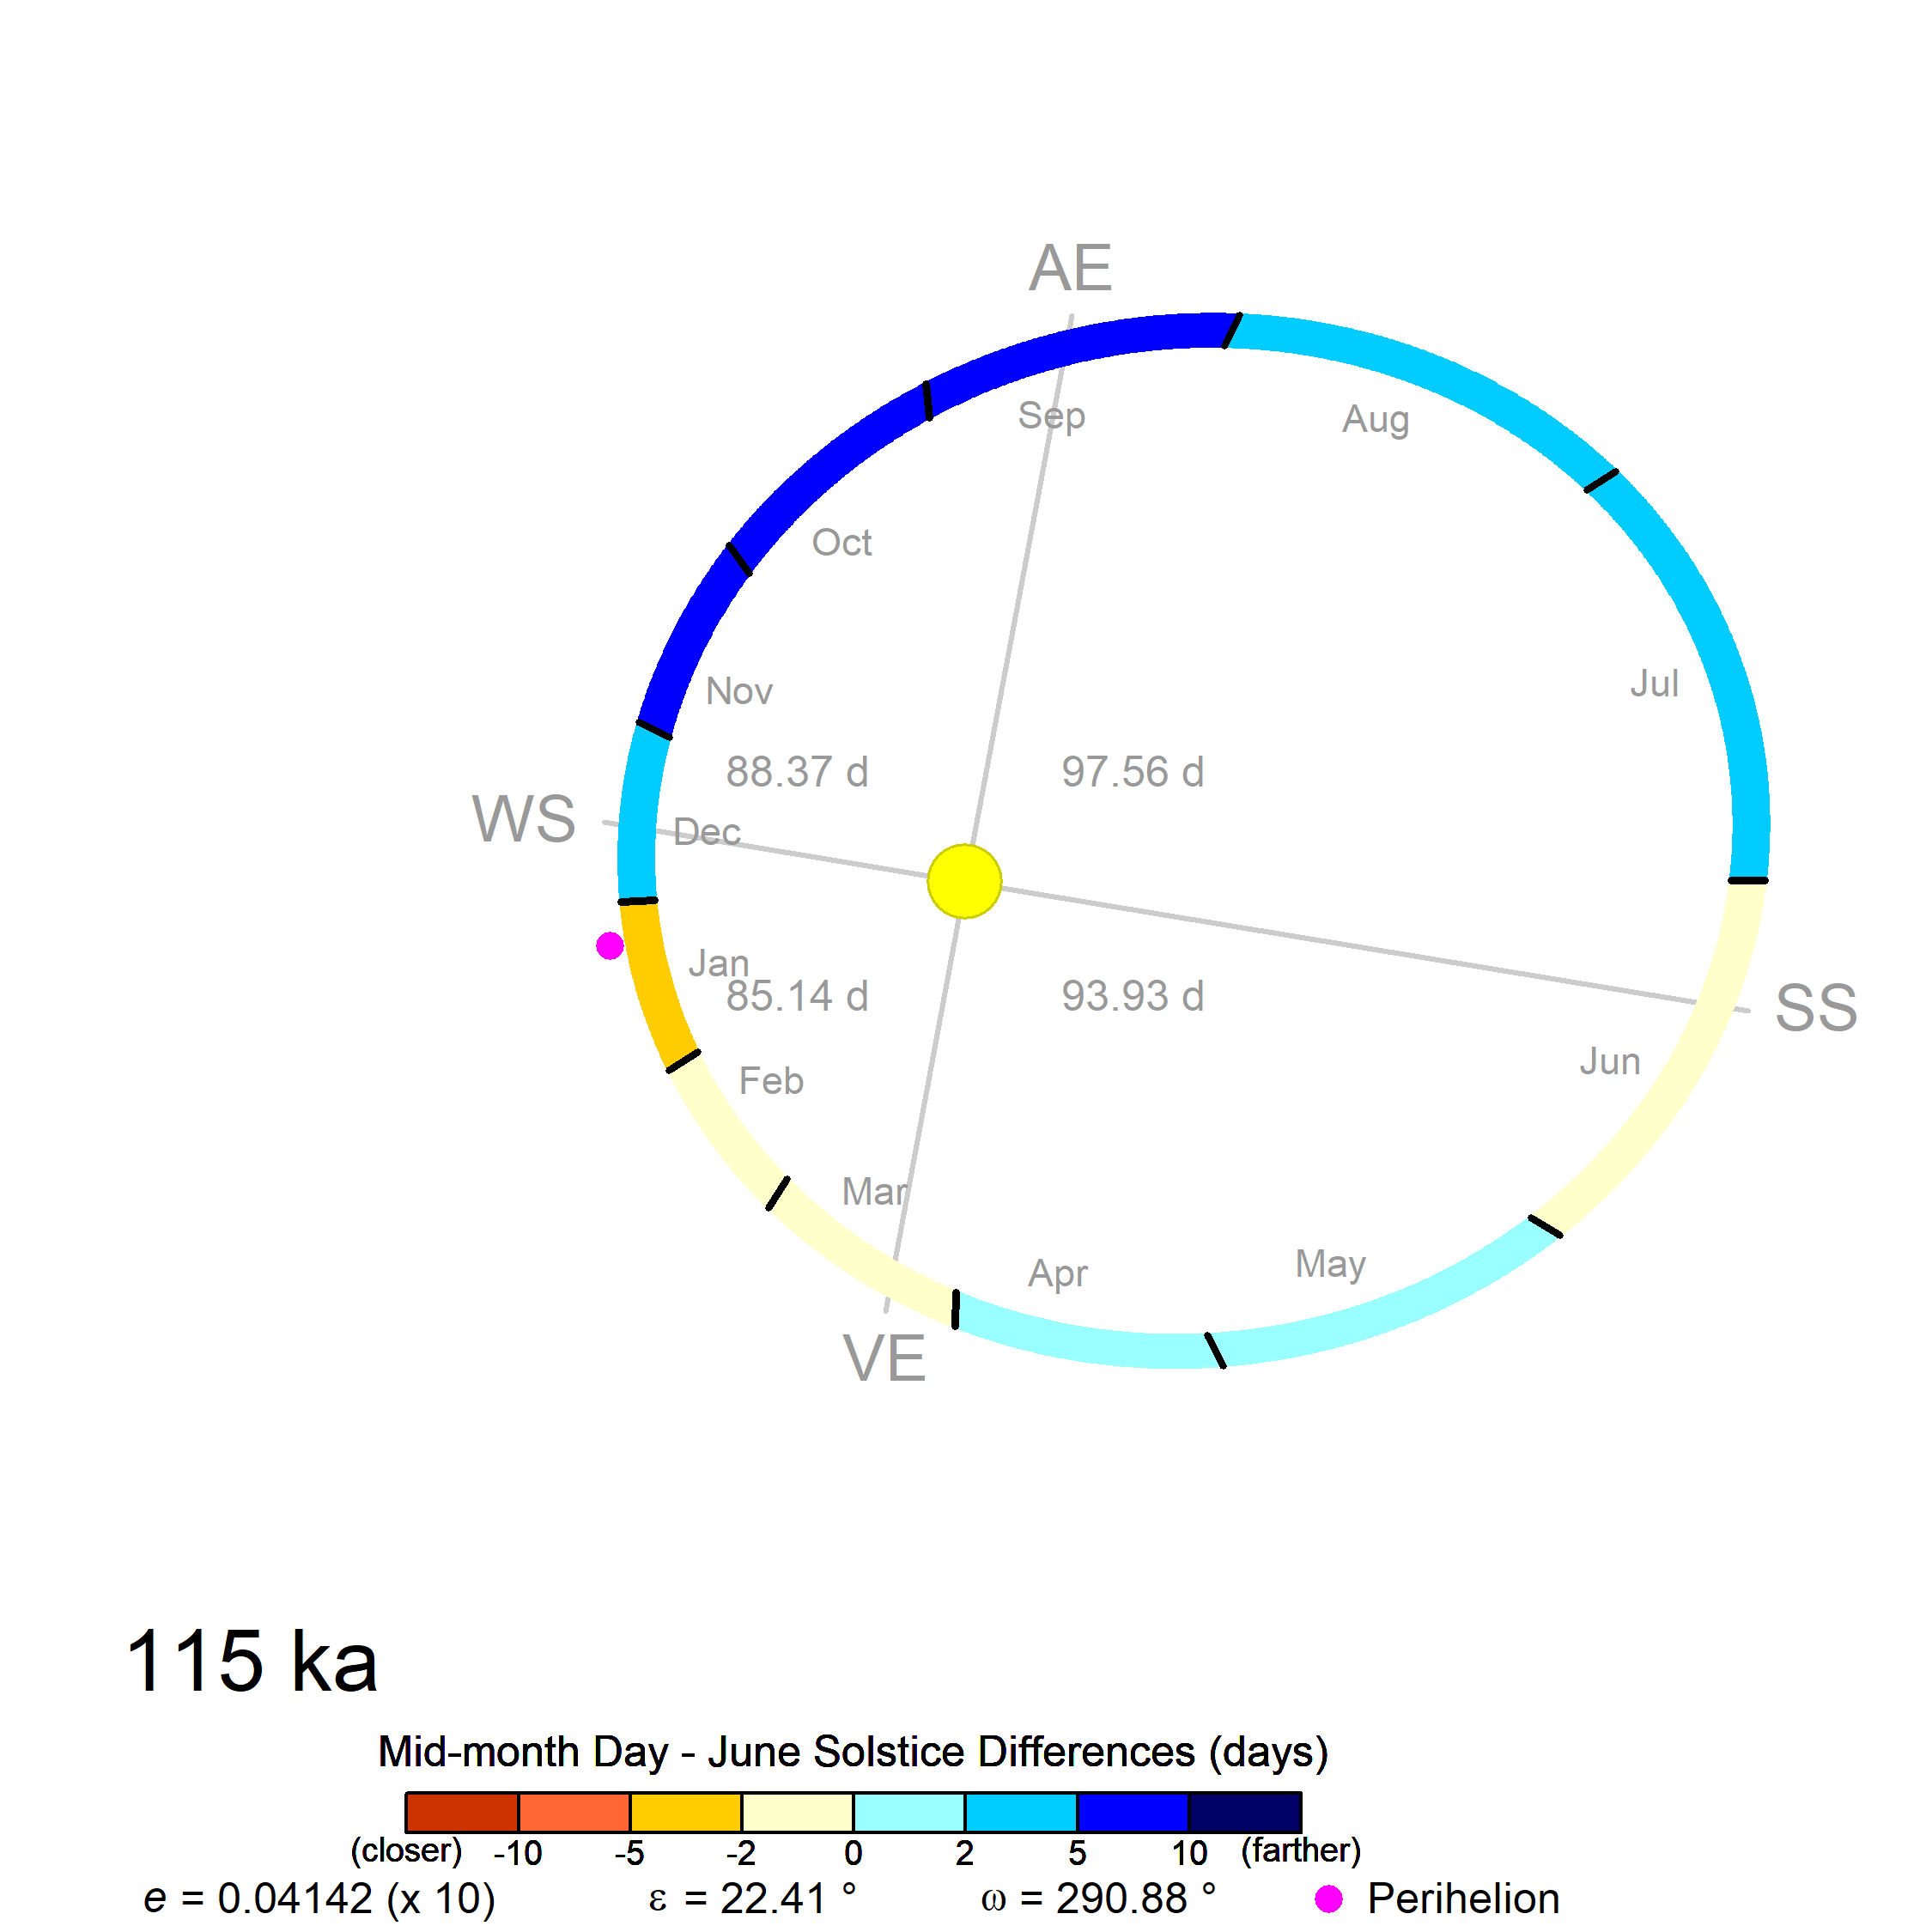 AE
Sep
Aug
Oct
Nov
Jul
88.37 d
97.56 d
WS
Dec
Jan
85.14 d
93.93 d
SS
Jun
Feb
Mar
Apr
May
VE
115 ka
Mid-month Day - June Solstice Differences (days)
(closer) -10 -5 -2 0 2 5 10 (farther)
e = 0.04142 (x 10) ε = 22.41 ° ω = 290.88 ° Perihelion